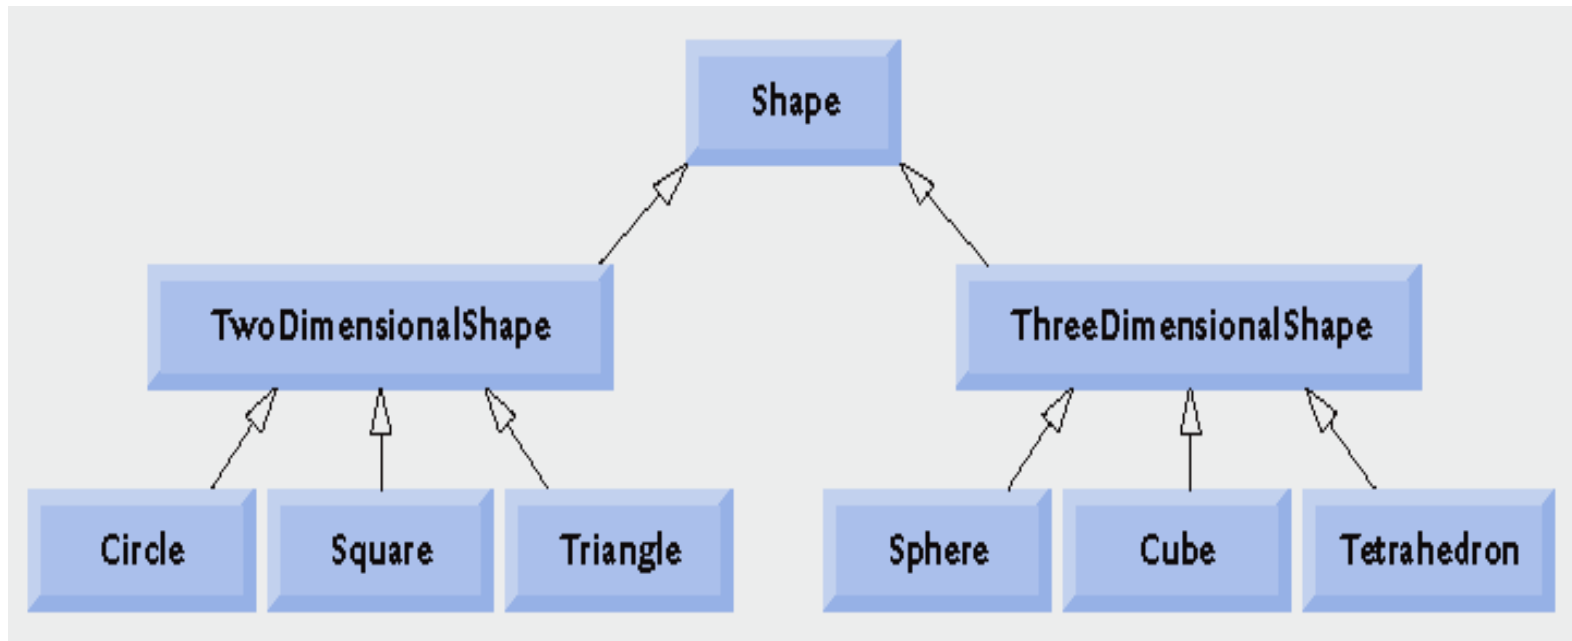 Shape
TwoDimensionalShape
ThreeDimensionalShape
Circle
Square
Triangle
Sphere
Cube
Tetrahedron